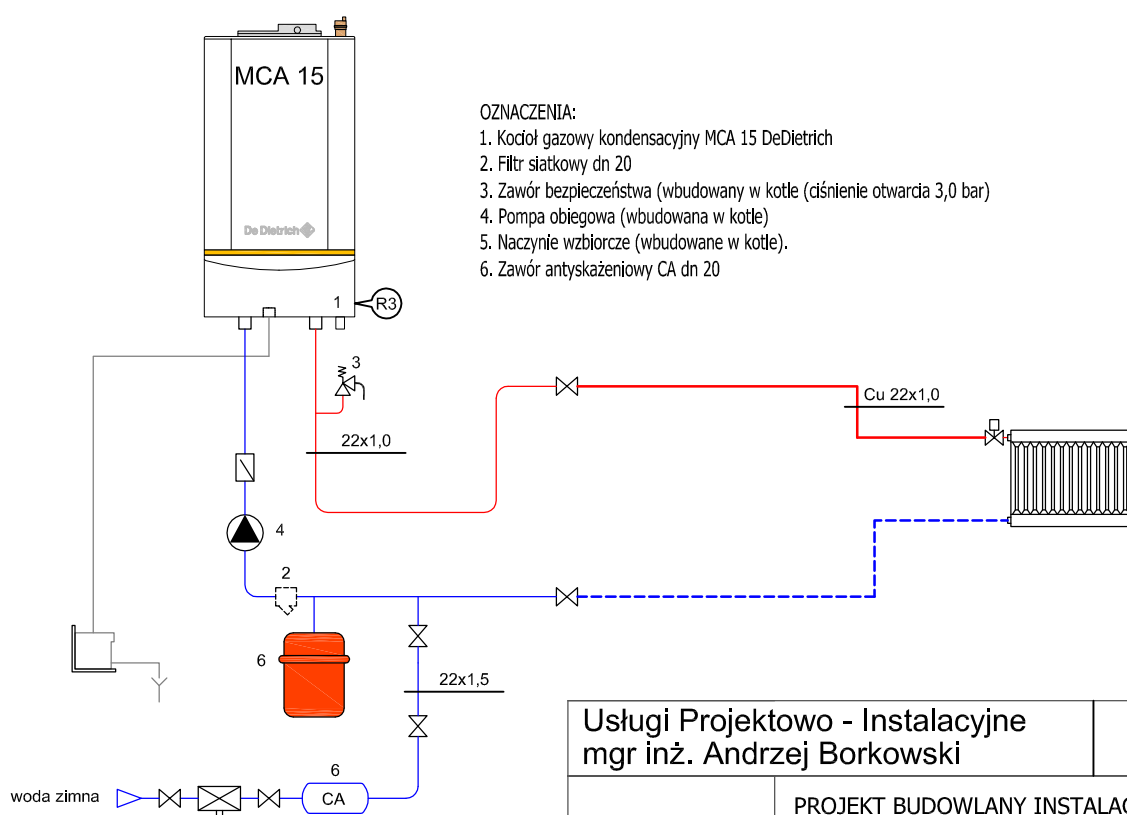 MCA 15
De Dietrich
OZNACZENIA:
1. Kocioł gazowy kondensacyjny MCA 15 DeDietrich
2. Filtr siatkowy dn 20
3. Zawór bezpieczeństwa (wbudowany w kotle (ciśnienie otwarcia 3,0 bar)
4. Pompa obiegowa (wbudowana w kotle)
5. Naczynie wzbiorcze (wbudowane w kotle).
6. Zawór antyskażeniowy CA dn 20
1
R3
3
Cu 22x1,0
22x1,0
4
2
6
22x1,5
Usługi Projektowo - Instalacyjne
mgr inż. Andrzej Borkowski
6
woda zimna
CA
PROJEKT BUDOWLANY INSTALAC